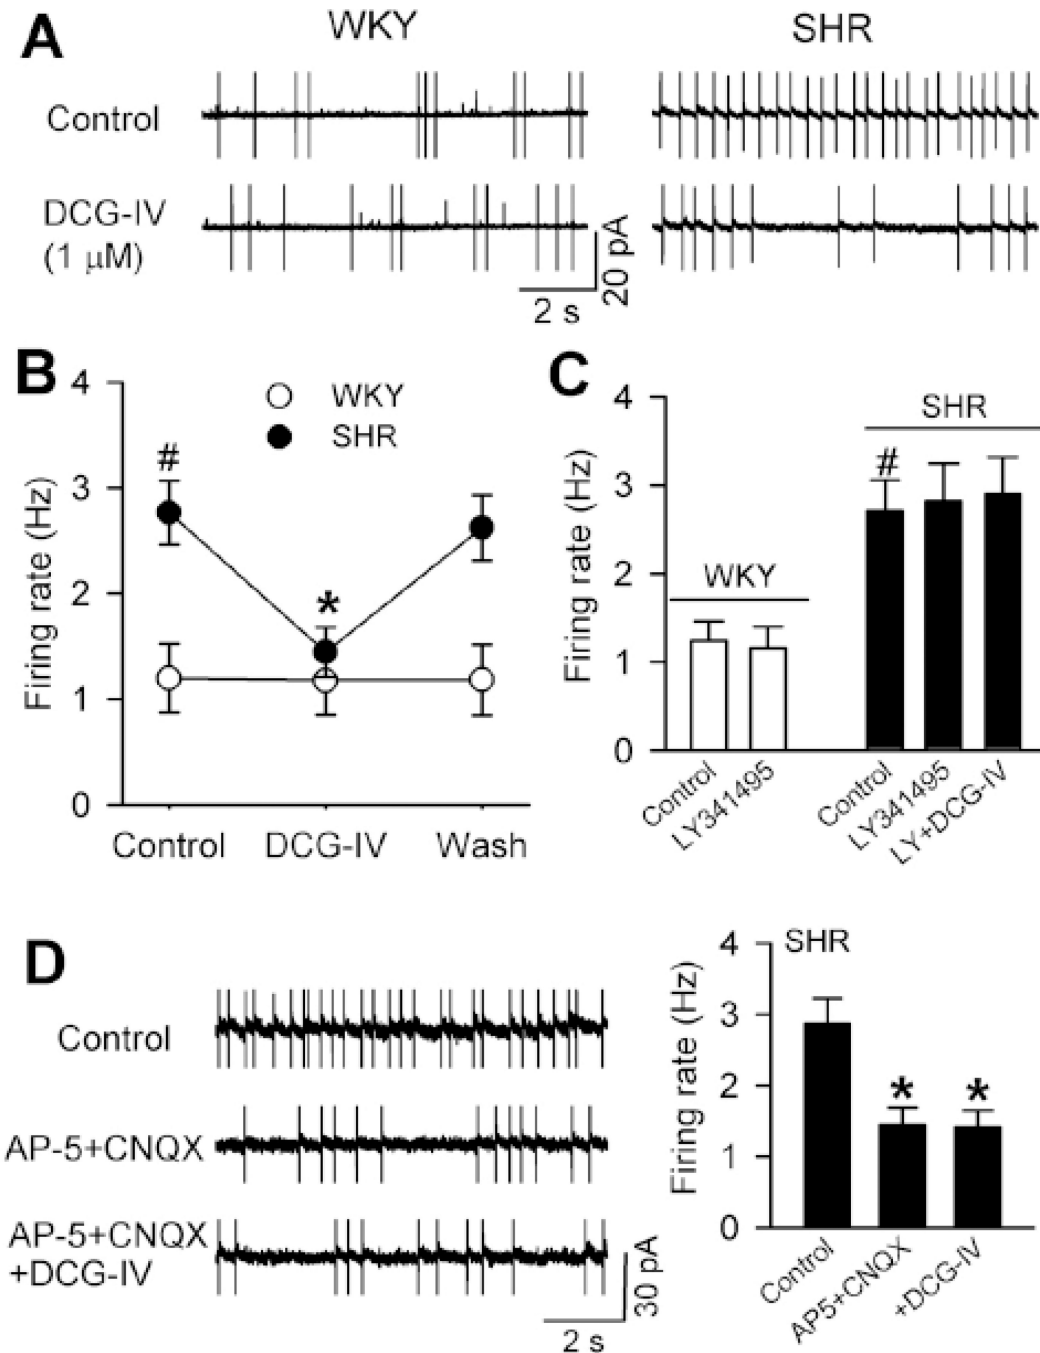 A
WKY
SHR
Control
DCG-IV
(1 µM)
20 pA
2 s
B
4
3
2
1
0
Firing rate (Hz)
WKY
SHR
#
*
Control
DCG-IV
Wash
C
4
3
2
1
0
Firing rate (Hz)
WKY
SHR
#
Control
LY341495
Control
LY341495
LY+DCG-IV
D
Control
AP-5+CNQX
AP-5+CNQX
+DCG-IV
30 pA
2 s
SHR
4
3
2
1
0
Firing rate (Hz)
*
*
Control
AP5+CNQX
+DCG-IV